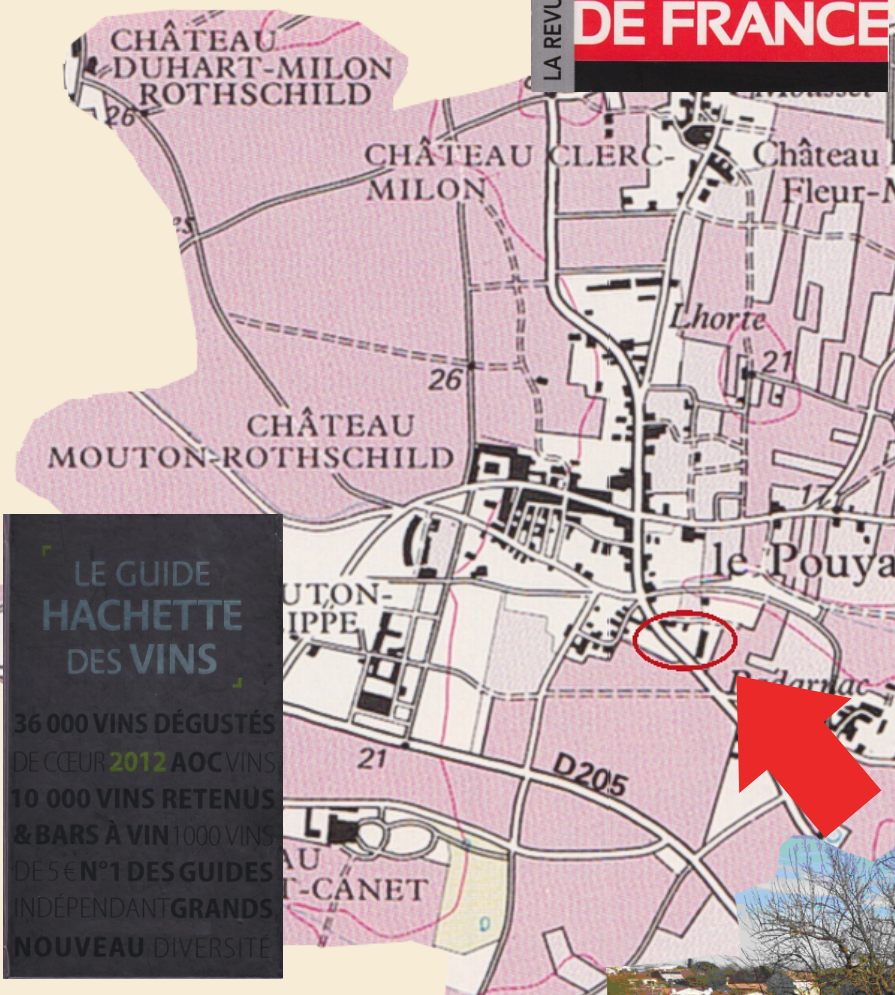 LA REVU
DE FRANCE
CHÂTEAU
DUHART-MILON
ROTHSCHILD
26
CHÂTEAU CLERC-
MILON
Château
Fleur-M
es
Lhorte
26
21
CHÂTEAU
MOUTON-ROTHSCHILD
17
le Pouya
LE GUIDE
HACHETTE
DES VINS
36 000 VINS DÉGUSTÉS
DE CŒUR 2012 AOC VINS
10 000 VINS RETENUS
& BARS À VIN 1000 VINS
DE 5 € N°1 DES GUIDES
INDÉPENDANT GRANDS
NOUVEAU DIVERSITÉ
UTON-
IPPE
21
D205
AU
T-CANET